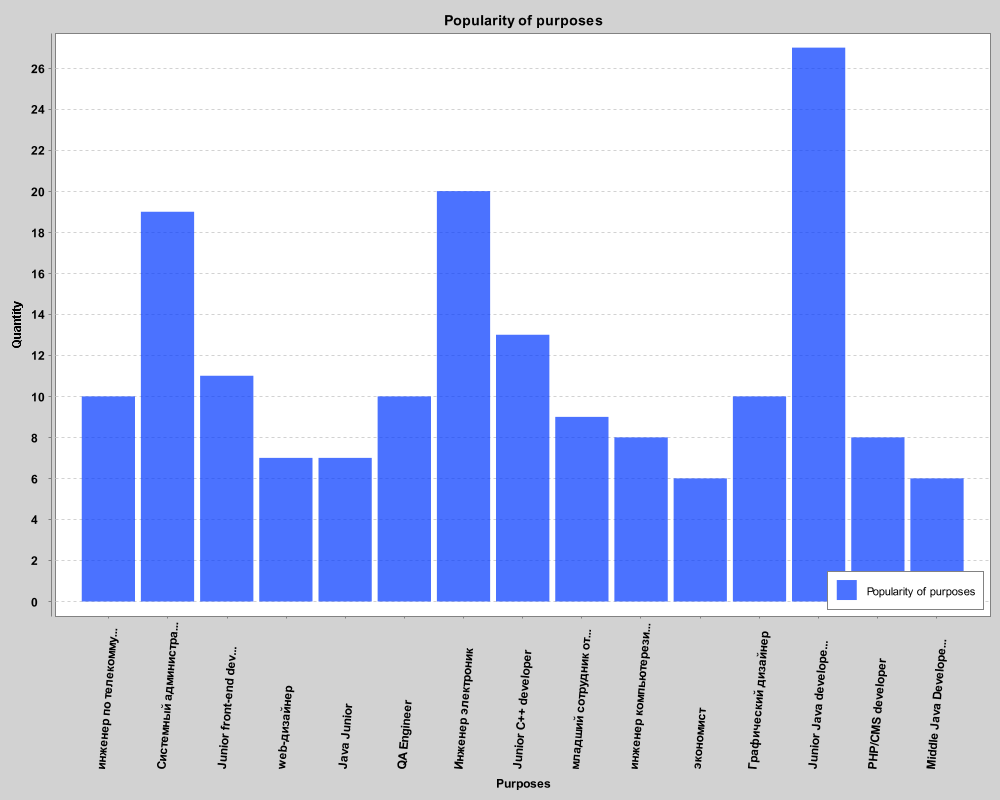 Popularity of purposes
Quantity
26
24
22
20
18
16
14
12
10
8
6
4
2
0
Popularity of purposes
инженер по телекомму...
Системный администра...
Junior front-end dev...
web-дизайнер
Java Junior
QA Engineer
Инженер электроник
Junior C++ developer
младший сотрудник от...
инженер компьютерези...
экономист
Графический дизайнер
Junior Java develope...
PHP/CMS developer
Middle Java Develope...
Purposes